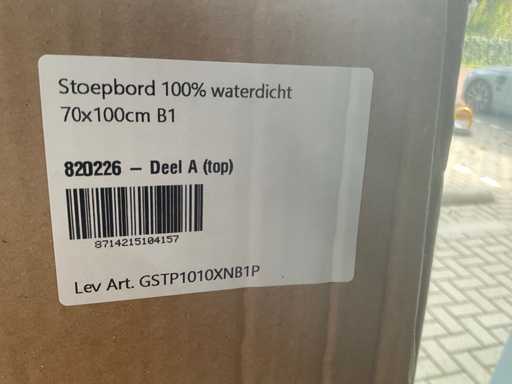 Stoepbord 100% waterdicht
70x100cm B1
820226 – Deel A (top)
8714215104157
Lev Art. GSTP1010XNB1P